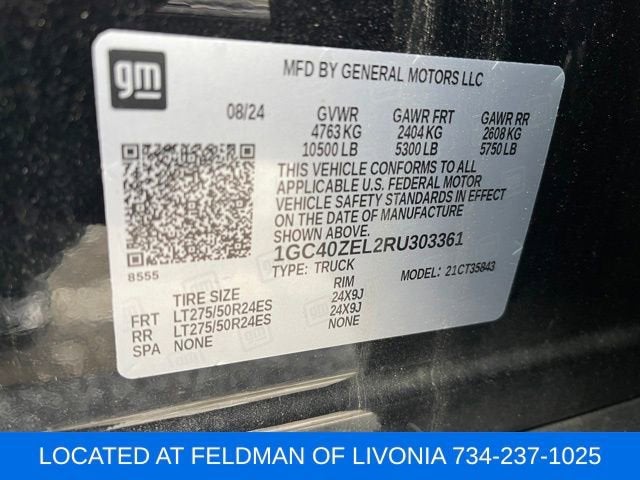 gm
MFD BY GENERAL MOTORS LLC
08/24 GVWR GAWR FRT GAWR RR
4763 KG 2404 KG 2608 KG
10500 LB 5300 LB 5750 LB
THIS VEHICLE CONFORMS TO ALL
APPLICABLE U.S. FEDERAL MOTOR
VEHICLE SAFETY STANDARDS IN EFFECT
ON THE DATE OF MANUFACTURE
SHOWN ABOVE.
1GC40ZEL2RU303361
8555 TYPE: TRUCK MODEL: 21CT35843
TIRE SIZE RIM
FRT LT275/50R24ES 24X9J
RR LT275/50R24ES 24X9J
SPA NONE NONE
LOCATED AT FELDMAN OF LIVONIA 734-237-1025